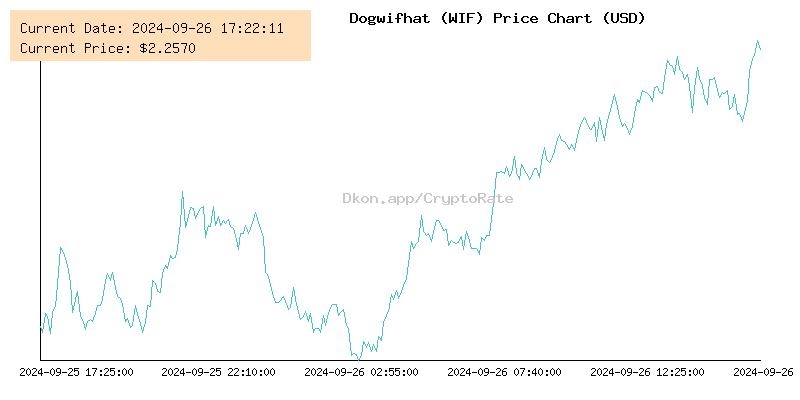 Dogwifhat (WIF) Price Chart (USD)
Current Date: 2024-09-26 17:22:11
Current Price: $2.2570
Dkon.app/CryptoRate
2024-09-25 17:25:00
2024-09-25 22:10:00
2024-09-26 02:55:00
2024-09-26 07:40:00
2024-09-26 12:25:00
2024-09-26